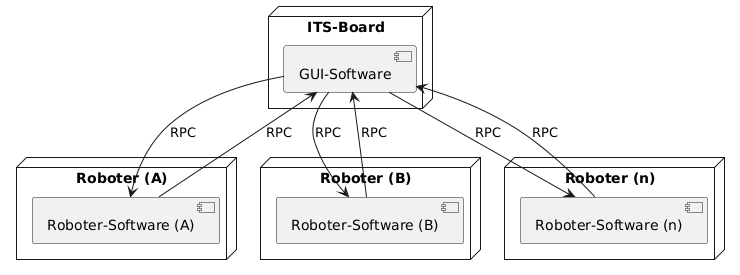 ITS-Board
GUI-Software
RPC
RPC
RPC
RPC
RPC
RPC
Roboter (A)
Roboter (B)
Roboter (n)
Roboter-Software (A)
Roboter-Software (B)
Roboter-Software (n)